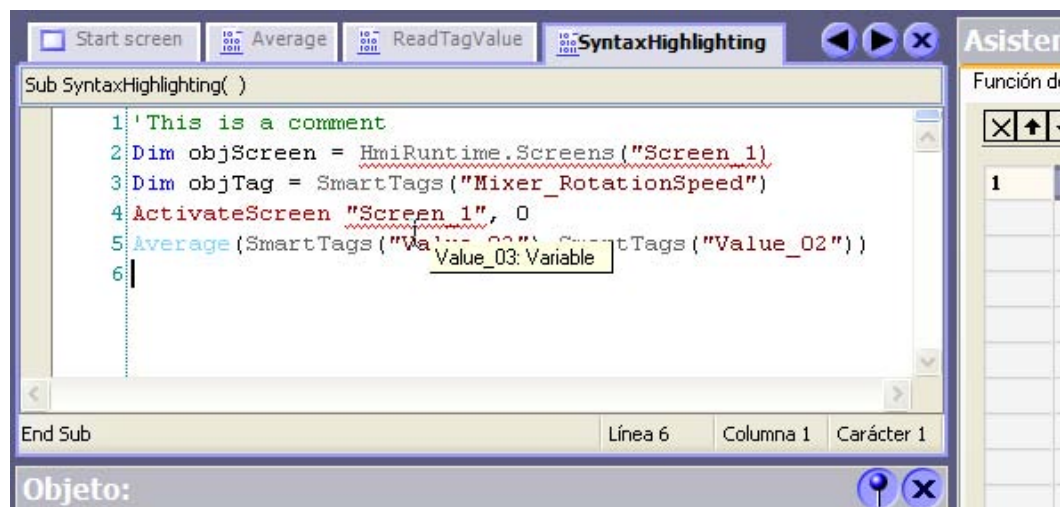 Start screen Average ReadTagValue SyntaxHighlighting
Sub SyntaxHighlighting( )
1 'This is a comment
2 Dim objScreen = HmiRuntime.Screens("Screen_1)
3 Dim objTag = SmartTags("Mixer_RotationSpeed")
4 ActivateScreen "Screen_1", 0
5 Average(SmartTags(" SmartTags("Value_02"))
Value_03: Variable
6
End Sub Línea 6 Columna 1 Carácter 1
Objeto:
Función
1